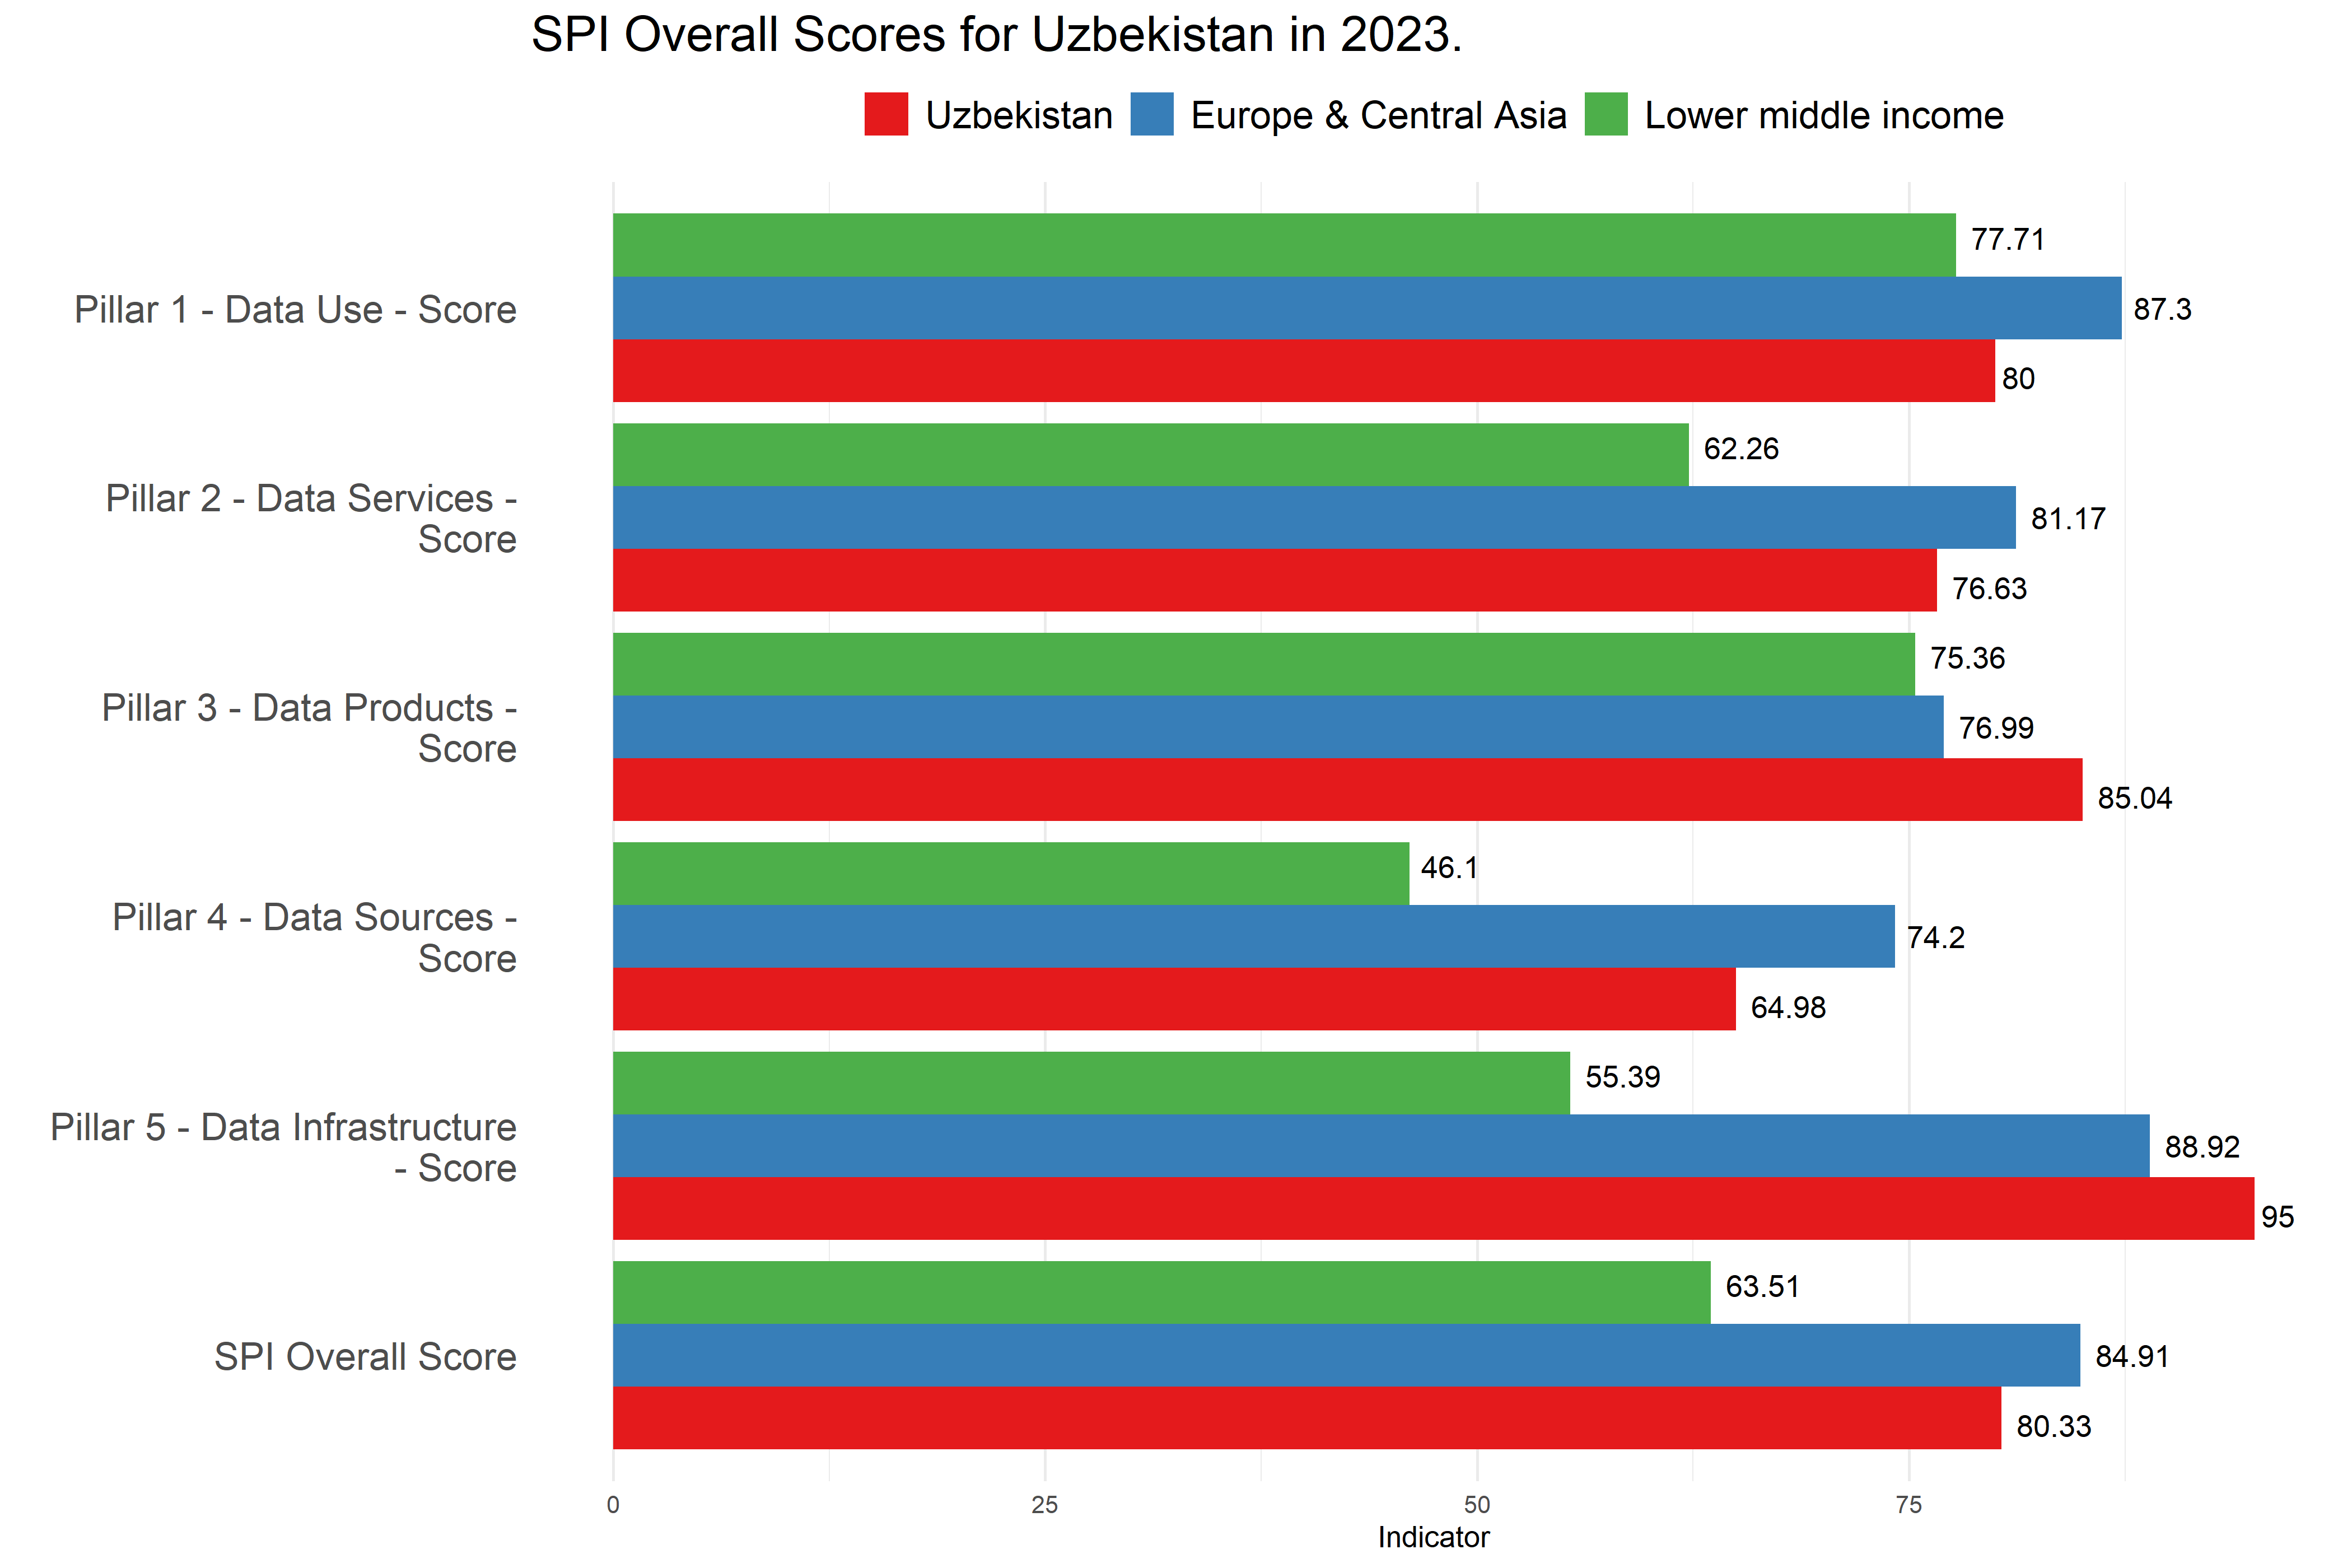 SPI Overall Scores for Uzbekistan in 2023.
Uzbekistan Europe & Central Asia Lower middle income
Pillar 1 - Data Use - Score
77.71
87.3
80
Pillar 2 - Data Services -
Score
62.26
81.17
76.63
Pillar 3 - Data Products -
Score
75.36
76.99
85.04
Pillar 4 - Data Sources -
Score
46.1
74.2
64.98
Pillar 5 - Data Infrastructure
- Score
55.39
88.92
95
SPI Overall Score
63.51
84.91
80.33
0 25 50 75
Indicator